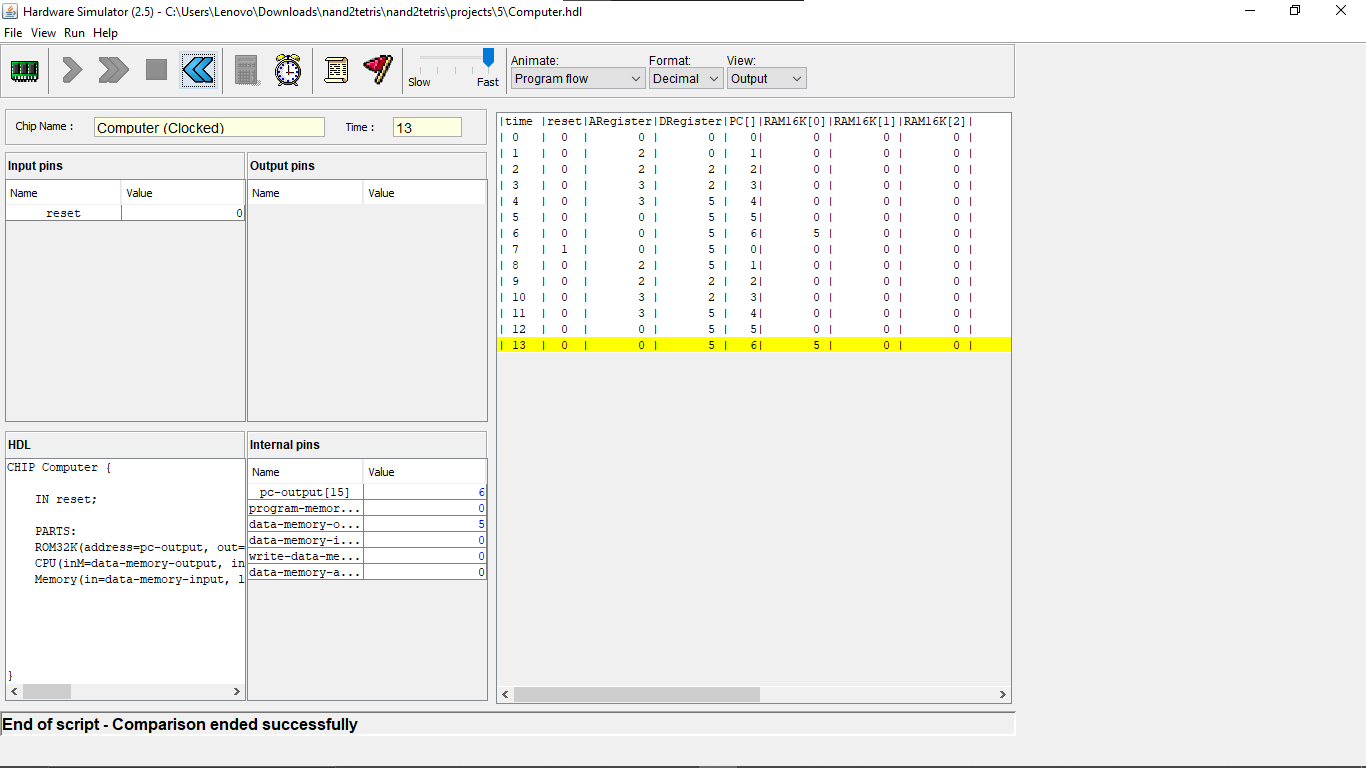 Hardware Simulator (2.5) - C:\Users\Lenovo\Downloads\nand2tetris\nand2tetris\projects\5\Computer.hdl
File View Run Help
Slow Fast
Animate: Format: View:
Program flow Decimal Output
Chip Name : Computer (Clocked) Time : 13
Input pins
Name Value
reset 0
Output pins
Name Value
HDL
CHIP Computer {
IN reset;
PARTS:
ROM32K(address=pc-output, out=
CPU(inM=data-memory-output, in
Memory(in=data-memory-input, l
}
Internal pins
Name Value
pc-output[15] 6
program-memor... 0
data-memory-o... 5
data-memory-i... 0
write-data-me... 0
data-memory-a... 0
|time |reset|ARegister|DRegister|PC[]|RAM16K[0]|RAM16K[1]|RAM16K[2]|
| 0 | 0 | 0 | 0 | 0| 0 | 0 | 0 |
| 1 | 0 | 2 | 0 | 1| 0 | 0 | 0 |
| 2 | 0 | 2 | 2 | 2| 0 | 0 | 0 |
| 3 | 0 | 3 | 2 | 3| 0 | 0 | 0 |
| 4 | 0 | 3 | 5 | 4| 0 | 0 | 0 |
| 5 | 0 | 0 | 5 | 5| 0 | 0 | 0 |
| 6 | 0 | 0 | 5 | 6| 5 | 0 | 0 |
| 7 | 1 | 0 | 5 | 0| 0 | 0 | 0 |
| 8 | 0 | 2 | 5 | 1| 0 | 0 | 0 |
| 9 | 0 | 2 | 2 | 2| 0 | 0 | 0 |
| 10 | 0 | 3 | 2 | 3| 0 | 0 | 0 |
| 11 | 0 | 3 | 5 | 4| 0 | 0 | 0 |
| 12 | 0 | 0 | 5 | 5| 0 | 0 | 0 |
| 13 | 0 | 0 | 5 | 6| 5 | 0 | 0 |
End of script - Comparison ended successfully